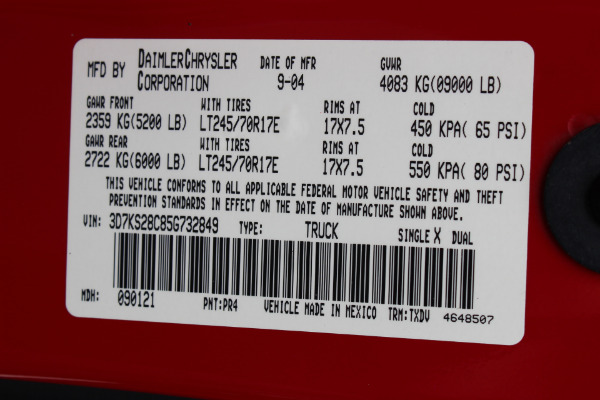 MFD BY DAIMLERCHRYSLER CORPORATION DATE OF MFR 9-04 GVWR 4083 KG(09000 LB)
GAWR FRONT WITH TIRES RIMS AT COLD
2359 KG(5200 LB) LT245/70R17E 17X7.5 450 KPA( 65 PSI)
GAWR REAR WITH TIRES RIMS AT COLD
2722 KG(6000 LB) LT245/70R17E 17X7.5 550 KPA( 80 PSI)
THIS VEHICLE CONFORMS TO ALL APPLICABLE FEDERAL MOTOR VEHICLE SAFETY AND THEFT
PREVENTION STANDARDS IN EFFECT ON THE DATE OF MANUFACTURE SHOWN ABOVE.
VIN: 3D7KS28C85G732849 TYPE: TRUCK SINGLE X DUAL
MDH: 090121 PNT:PR4 VEHICLE MADE IN MEXICO TRM:TXDV 4648507